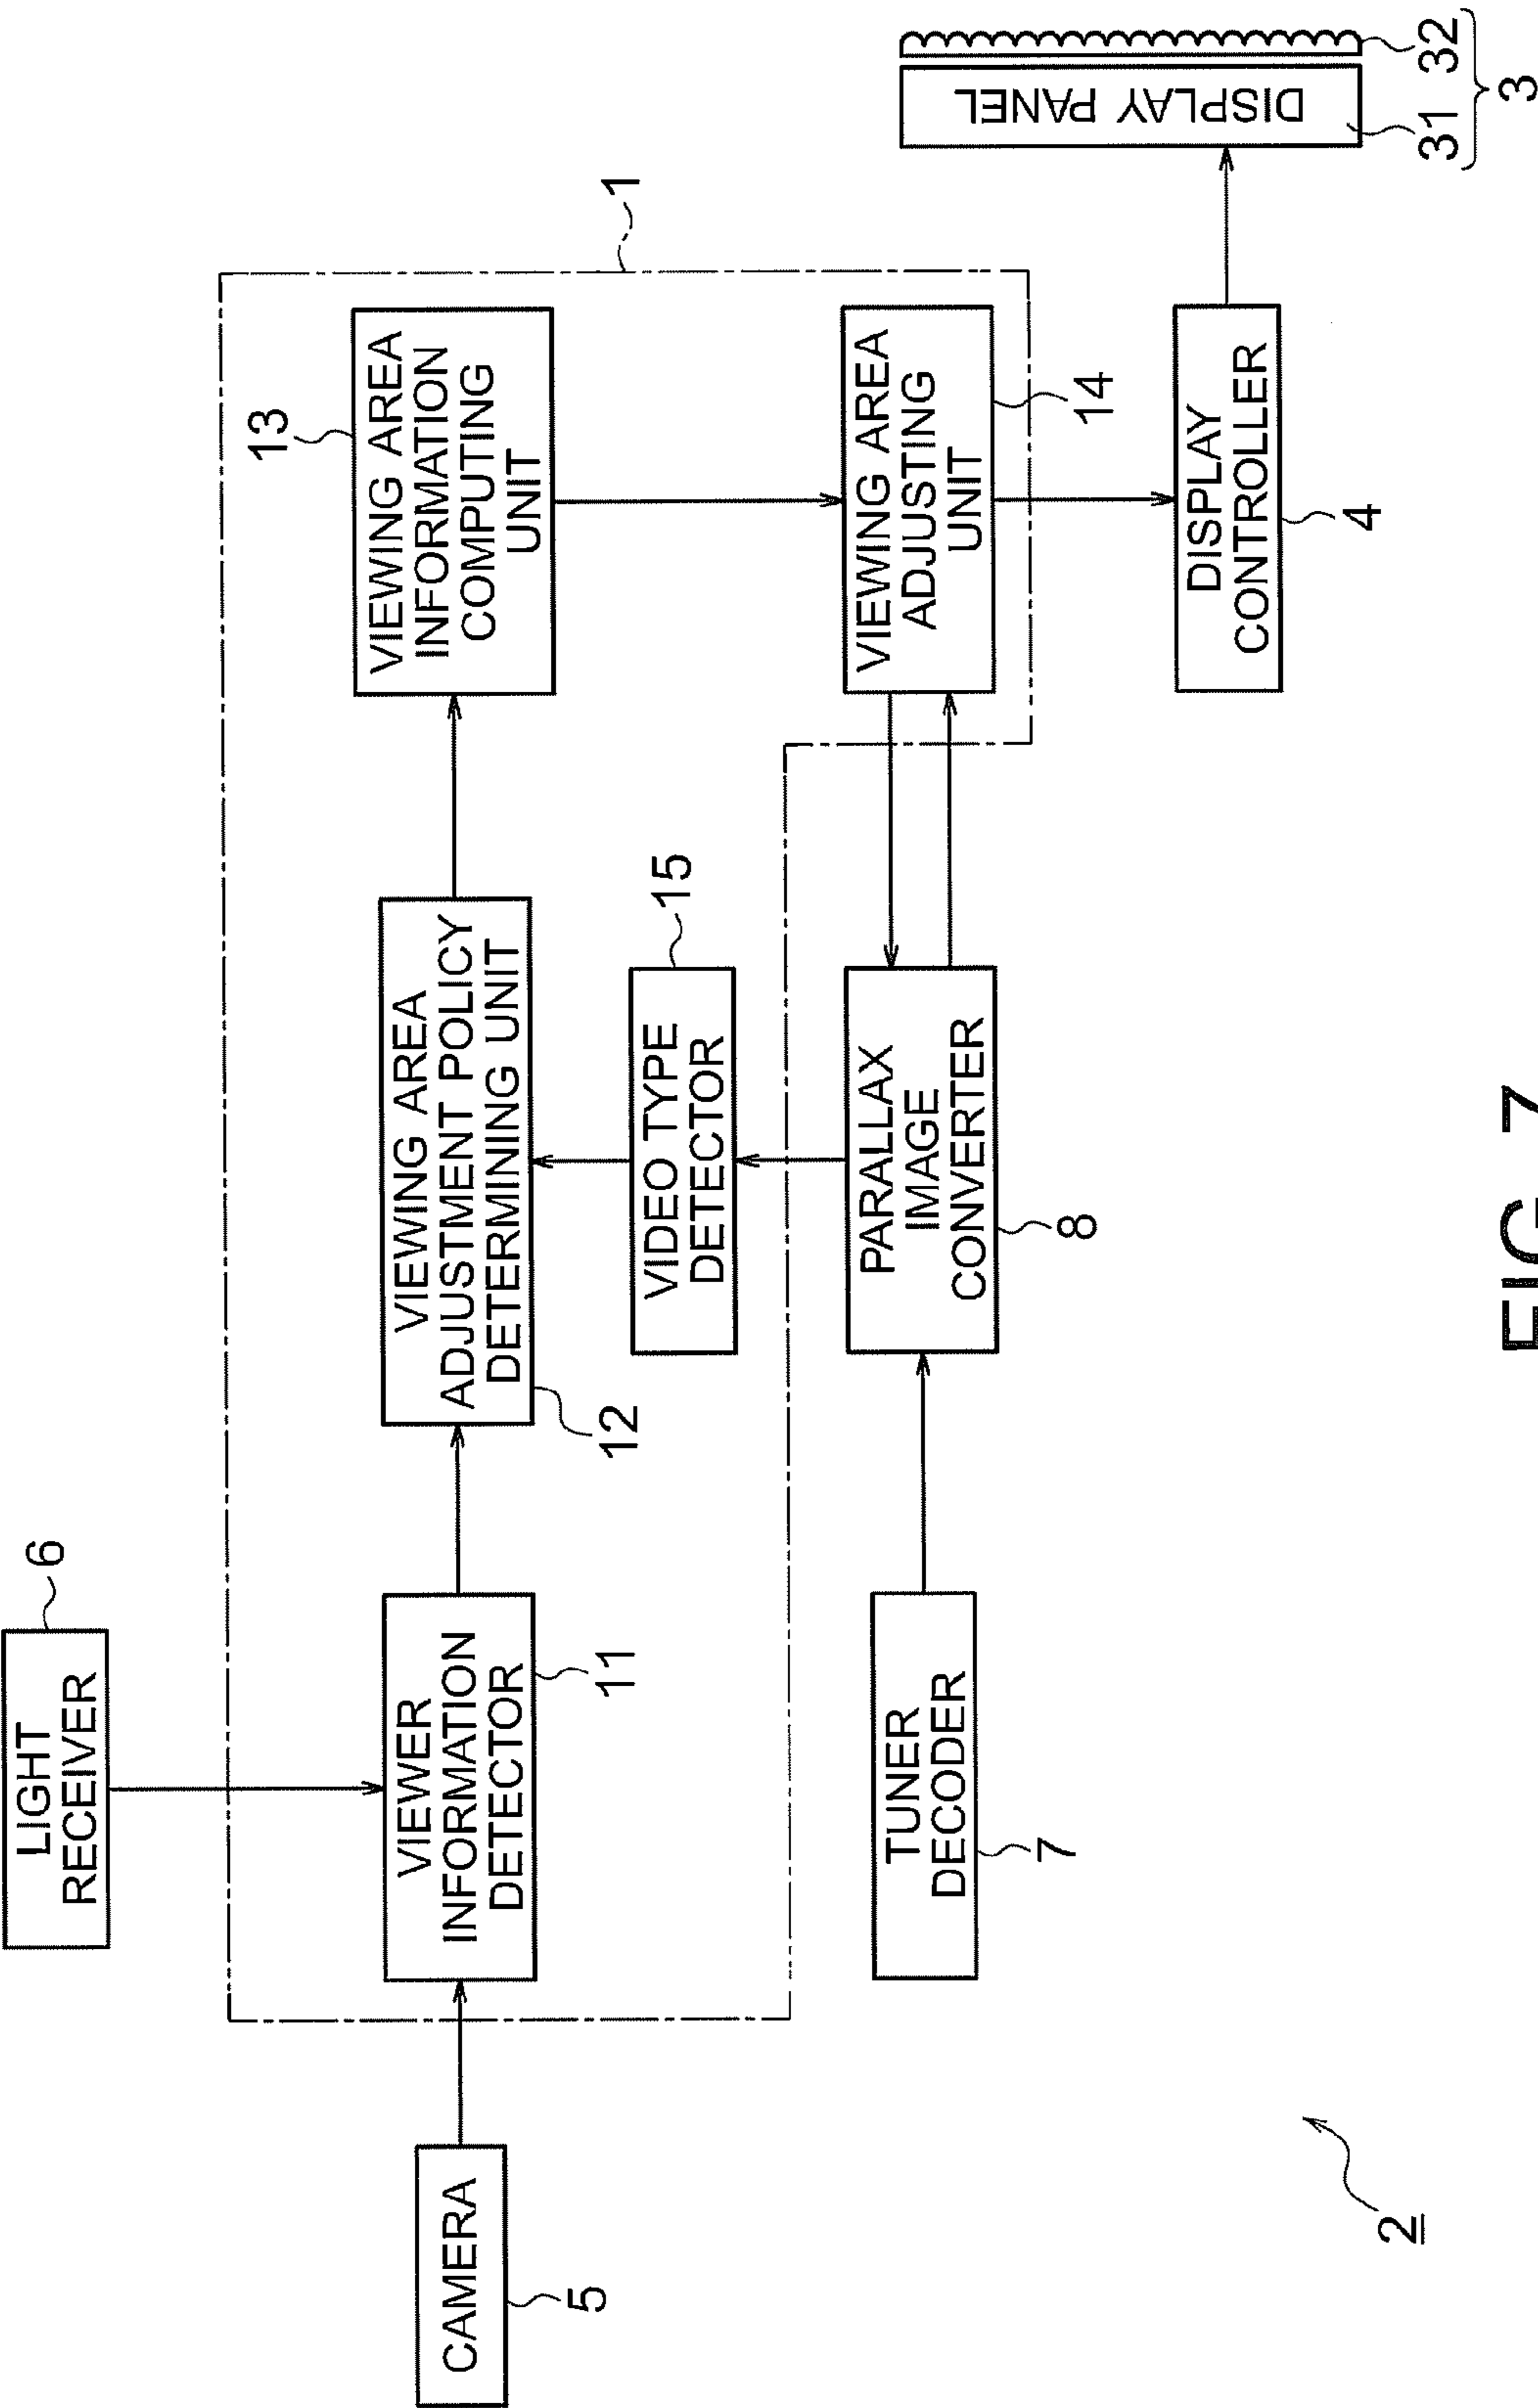 6
LIGHT
RECEIVER
1
13
VIEWING AREA
INFORMATION
COMPUTING
UNIT
VIEWING AREA
ADJUSTMENT POLICY
DETERMINING UNIT
12
VIEWER
INFORMATION
DETECTOR
11
CAMERA
5
15
VIDEO TYPE
DETECTOR
VIEWING AREA
ADJUSTING
UNIT
14
PARALLAX
IMAGE
CONVERTER
8
TUNER
DECODER
7
DISPLAY
CONTROLLER
4
DISPLAY PANEL
31
32
3
2
FIG. 7